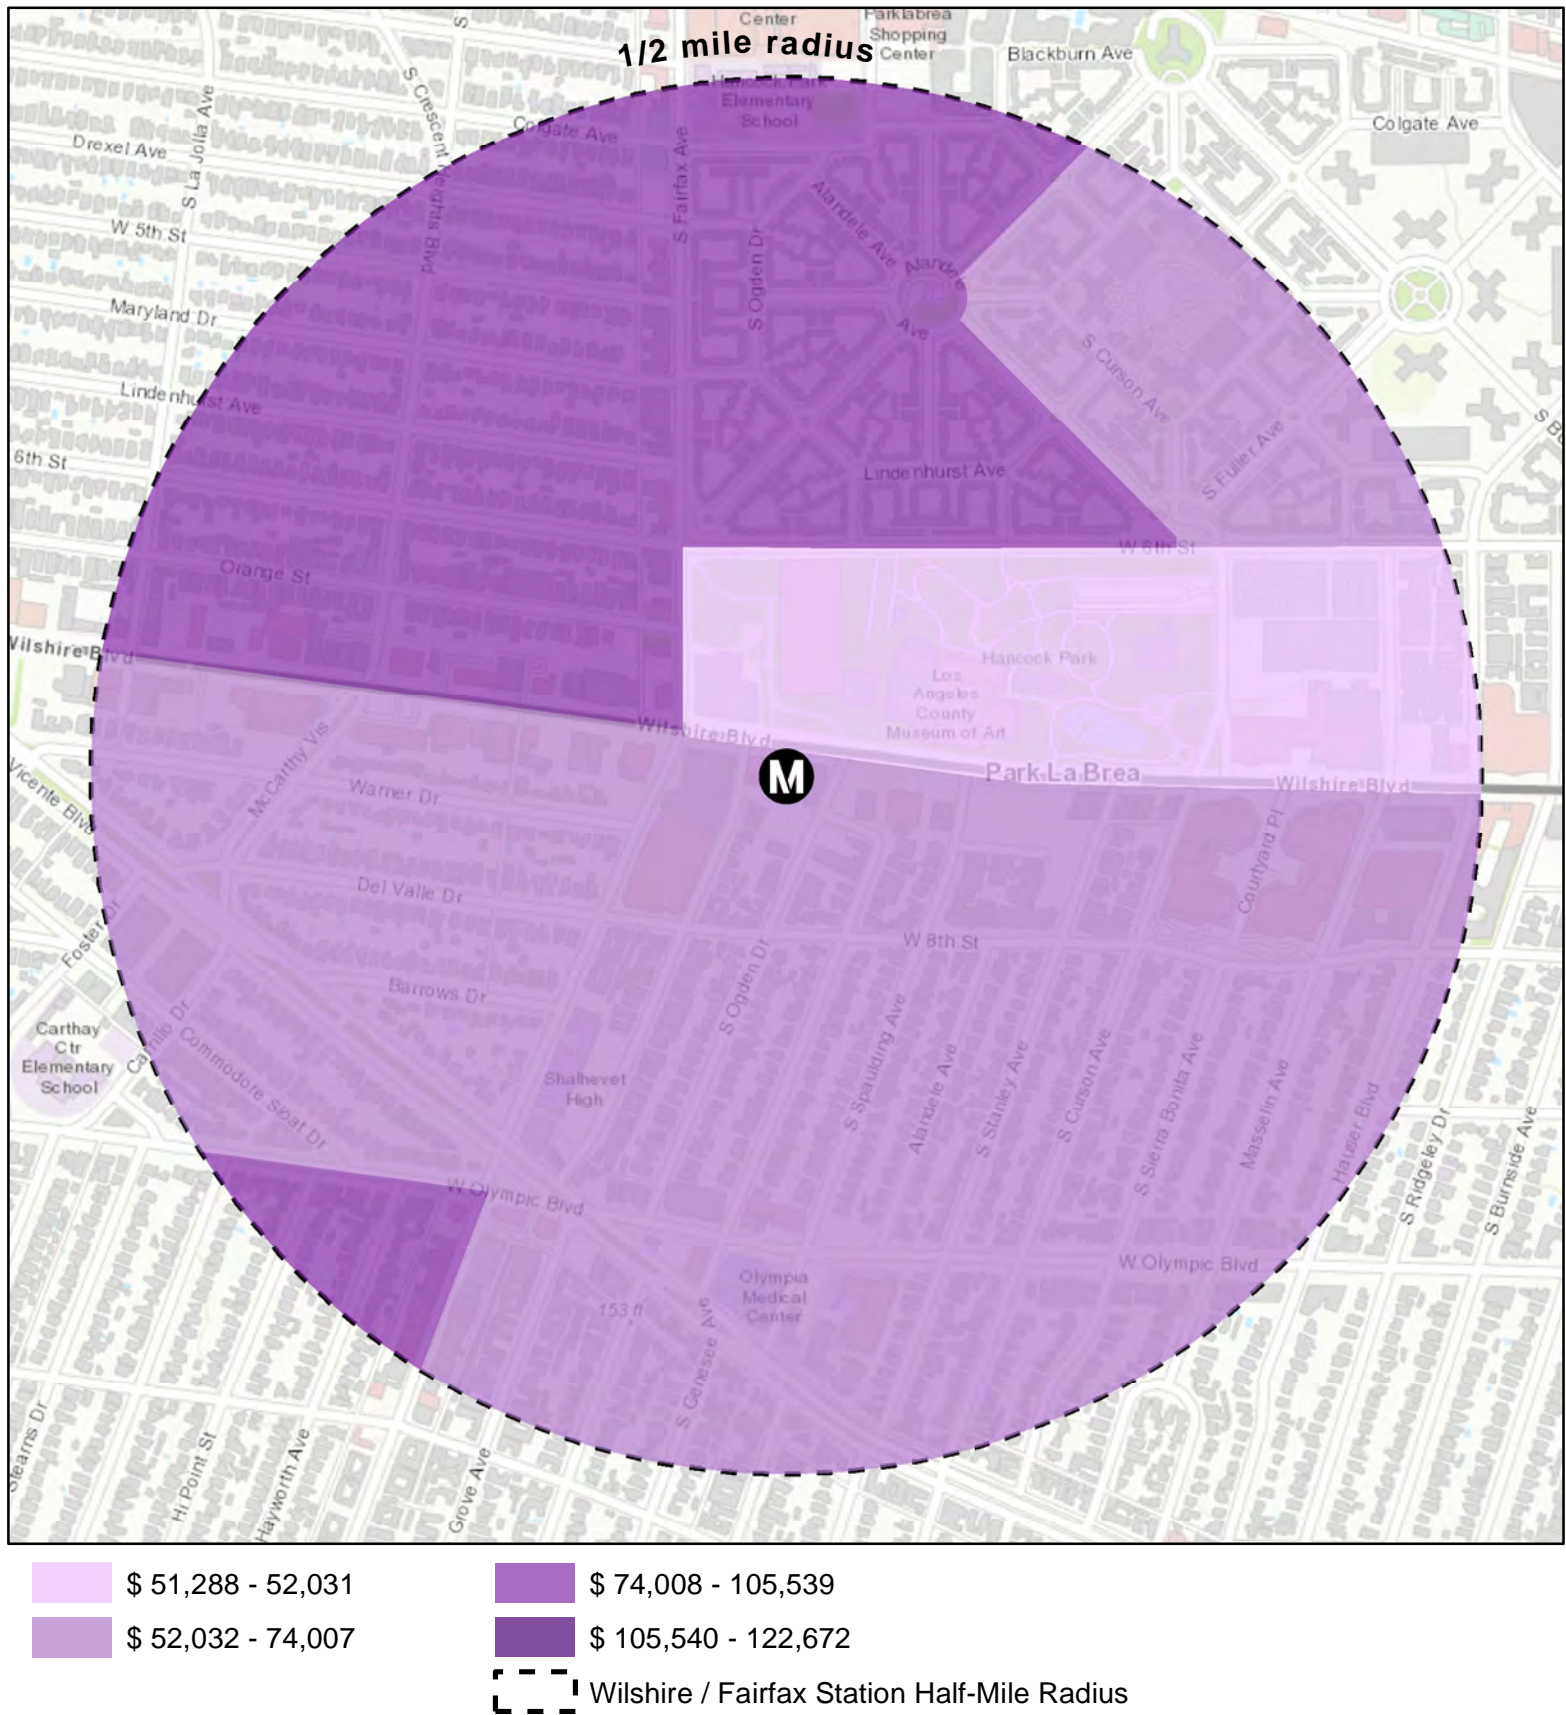 Center
Parklabrea
Shopping
Center
1/2 mile radius
Blackburn Ave
Hancock Park
Elementary
School
Colgate Ave
Colgate Ave
Drexel Ave
S La Jolla Ave
S Crescent Heights Blvd
S Fairfax Ave
Alandele Ave
Alandele
Ave
W 5th St
S Ogden Dr
Maryland Dr
S Curson Ave
Lindenhurst Ave
S Fuller Ave
6th St
Lindenhurst Ave
W 6th St
Orange St
Wilshire Blvd
Hancock Park
Los
Angeles
County
Museum of Art
Wilshire Blvd
M
Park La Brea
Wilshire Blvd
McCarthy Vis
Warner Dr
Vicente Blvd
Courtyard Pl
Del Valle Dr
Foster Dr
W 8th St
Barrows Dr
S Ogden Dr
Carrillo Dr
Commodore Sloat Dr
Carthay
Ctr
Elementary
School
Shalhevet
High
S Spaulding Ave
Alandele Ave
S Stanley Ave
S Curson Ave
S Sierra Bonita Ave
Masselin Ave
Hauser Blvd
S Ridgeley Dr
S Burnside Ave
W Olympic Blvd
W Olympic Blvd
Olympia
Medical
Center
153 ft
S Genesee Ave
Stearns Dr
Hi Point St
Hayworth Ave
Grove Ave
$ 51,288 - 52,031
$ 74,008 - 105,539
$ 52,032 - 74,007
$ 105,540 - 122,672
Wilshire / Fairfax Station Half-Mile Radius